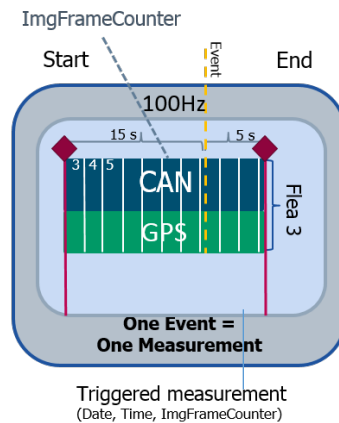 ImgFrameCounter
Start
Event
End
100Hz
15 s
5 s
3 4 5
CAN
GPS
Flea 3
One Event =
One Measurement
Triggered measurement
(Date, Time, ImgFrameCounter)